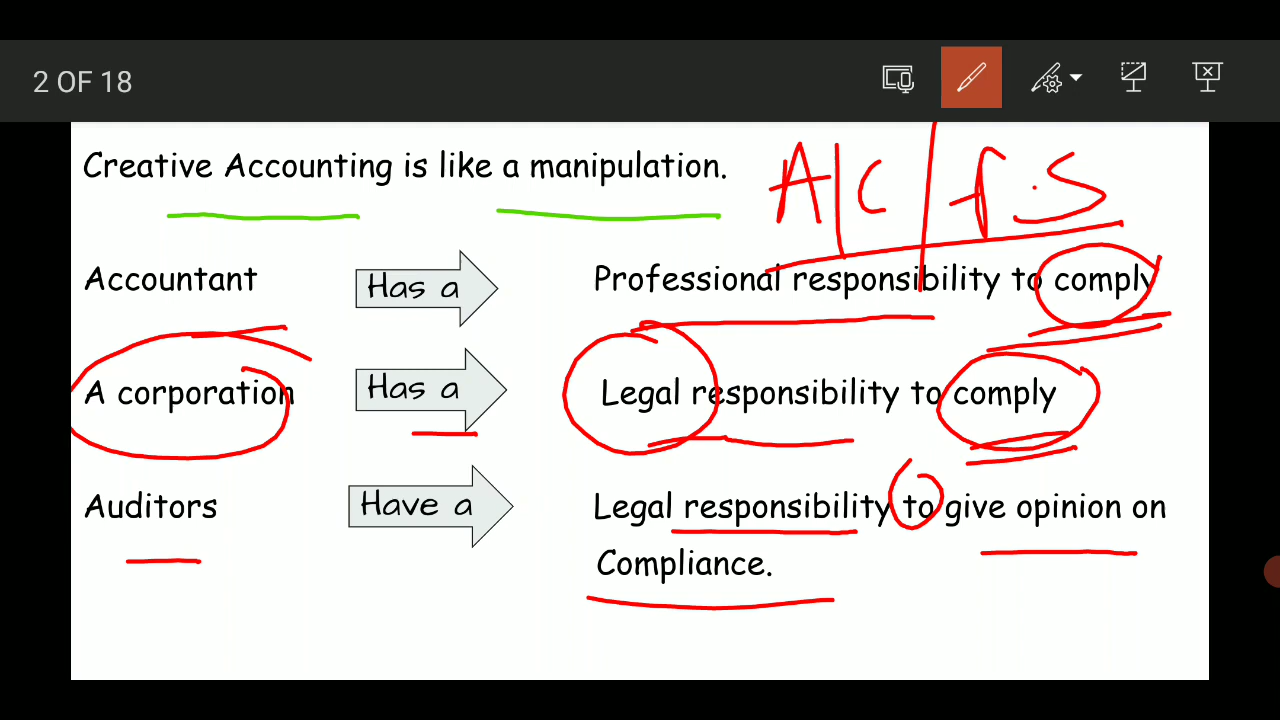 2 OF 18
Creative Accounting is like a manipulation.
A/C f.S
Accountant Has a Professional responsibility to comply
A corporation Has a Legal responsibility to comply
Auditors Have a Legal responsibility to give opinion on
Compliance.